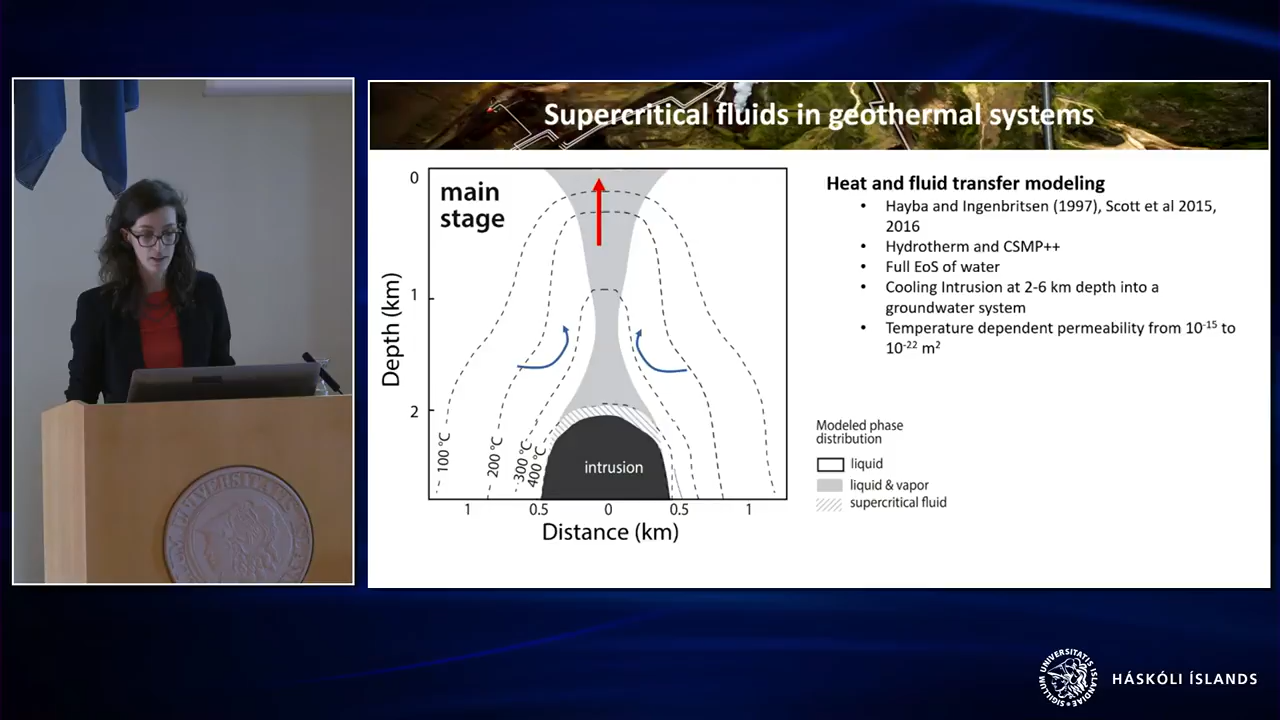 Supercritical fluids in geothermal systems
main
stage
0
1
2
Depth (km)
100 °C
200 °C
300 °C
400 °C
intrusion
1
0.5
0
0.5
1
Distance (km)
Heat and fluid transfer modeling
• Hayba and Ingenbritsen (1997), Scott et al 2015,
2016
• Hydrotherm and CSMP++
• Full EoS of water
• Cooling Intrusion at 2-6 km depth into a
groundwater system
• Temperature dependent permeability from 10⁻¹⁵ to
10⁻²² m²
Modeled phase
distribution
liquid
liquid & vapor
supercritical fluid
SIGILLUM UNIVERSITATIS ISLANDIAE
HÁSKÓLI ÍSLANDS